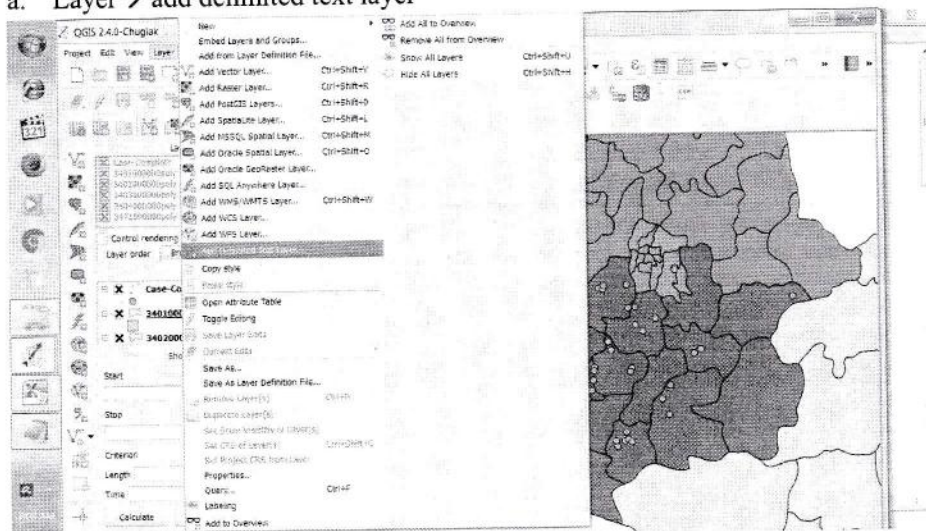 a. Layer → add delimited text layer
QGIS 2.4.0-Chugiak
Project Edit View Layer
New
Embed Layers and Groups...
Add from Layer Definition File...
Add Vector Layer... Ctrl+Shift+V
Add Raster Layer... Ctrl+Shift+R
Add PostGIS Layers... Ctrl+Shift+D
Add SpatiaLite Layer... Ctrl+Shift+L
Add MSSQL Spatial Layer... Ctrl+Shift+M
Add Oracle Spatial Layer... Ctrl+Shift+O
Add Oracle GeoRaster Layer...
Add SQL Anywhere Layer...
Add WMS/WMTS Layer... Ctrl+Shift+W
Add WCS Layer...
Add WFS Layer...
Add Delimited Text Layer...
Copy style
Paste style
Open Attribute Table
Toggle Editing
Save Layer Edits
Current Edits
Save As...
Save As Layer Definition File...
Remove Layer(s) Ctrl+D
Duplicate Layer(s)
Set CRS of Layer(s) Ctrl+Shift+C
Set Project CRS from Layer
Properties...
Query... Ctrl+F
Labeling
Add to Overview
Add All to Overview
Remove All from Overview
Show All Layers Ctrl+Shift+U
Hide All Layers Ctrl+Shift+H
321
Control rendering
Layer order
Case-Co
340100
340200
Start
Stop
Criterion
Length
Time
Calculate